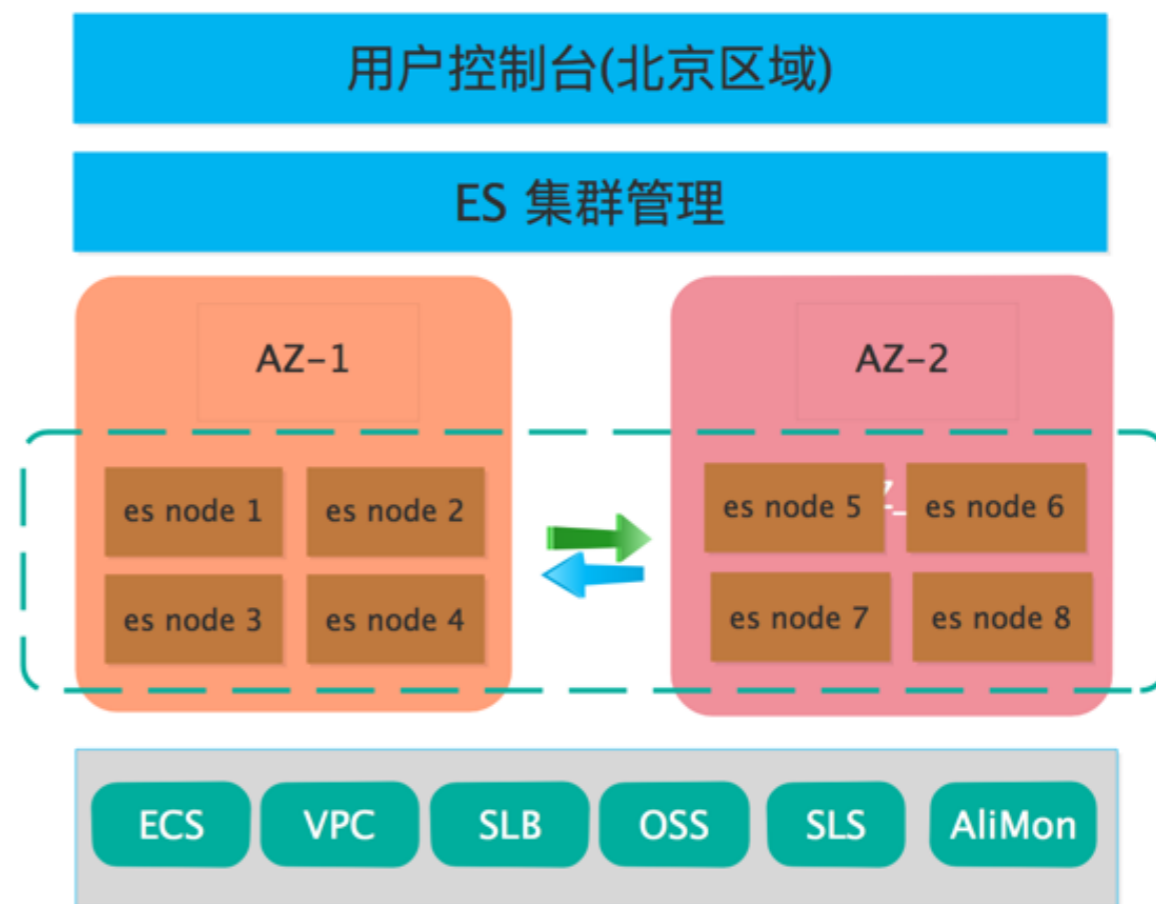 用户控制台(北京区域)
ES 集群管理
AZ-1
AZ-2
es node 1
es node 2
es node 5
es node 6
es node 3
es node 4
es node 7
es node 8
ECS
VPC
SLB
OSS
SLS
AliMon